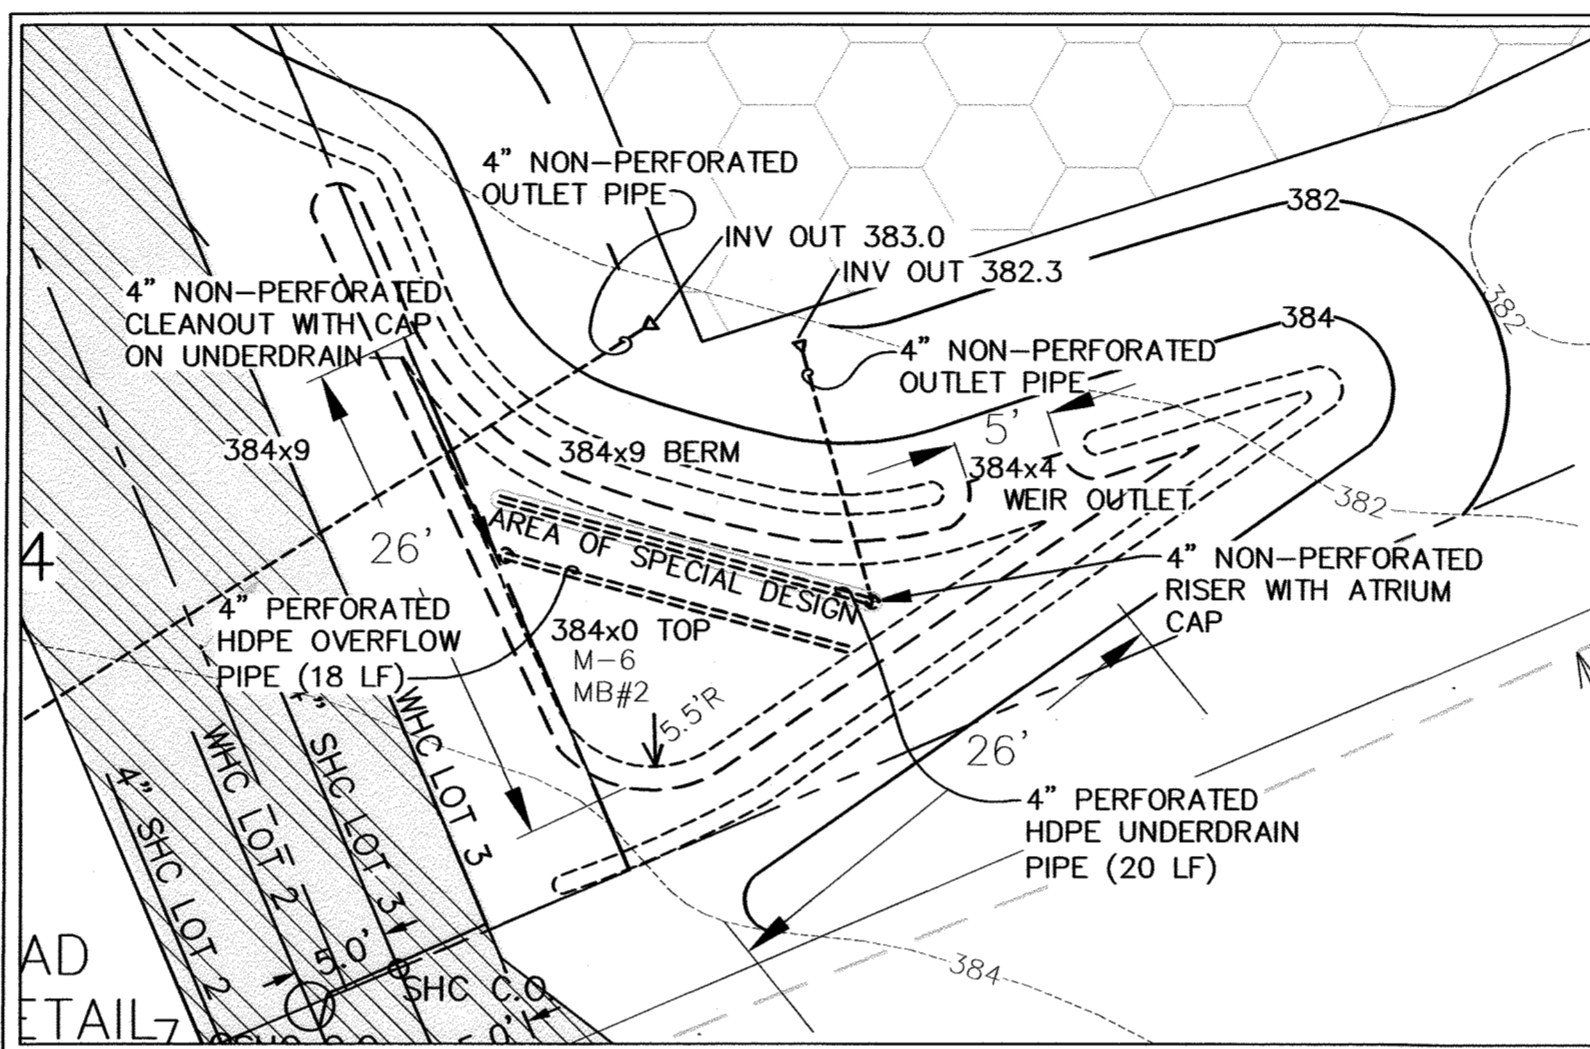 4" NON-PERFORATED
OUTLET PIPE
INV OUT 383.0
INV OUT 382.3
382
382
384
4" NON-PERFORATED
CLEANOUT WITH CAP
ON UNDERDRAIN
4" NON-PERFORATED
OUTLET PIPE
5'
384x9
384x9 BERM
384x4
WEIR OUTLET
382
26'
AREA OF SPECIAL DESIGN
4
4" NON-PERFORATED
RISER WITH ATRIUM
CAP
4" PERFORATED
HDPE OVERFLOW
PIPE (18 LF)
384x0 TOP
M-6
MB#2
5.5'R
26'
4" PERFORATED
HDPE UNDERDRAIN
PIPE (20 LF)
4" SHC LOT 2
WHC LOT 2
SHC LOT 3
WHC LOT 3
5.0'
SHC C.O.
384
AD
ETAIL